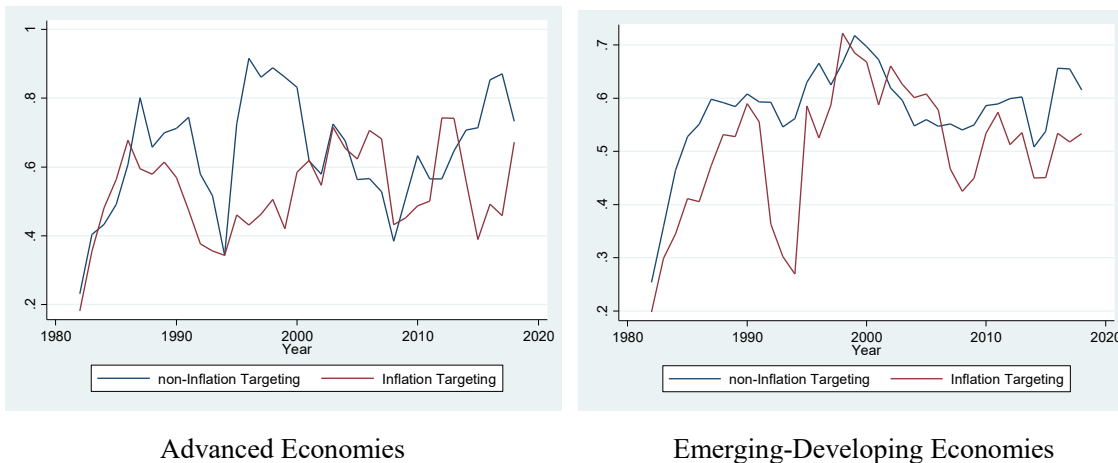 1
.8
.6
.4
.2
1980
1990
2000
2010
2020
Year
non-Inflation Targeting
Inflation Targeting
Advanced Economies
.7
.6
.5
.4
.3
.2
1980
1990
2000
2010
2020
Year
non-Inflation Targeting
Inflation Targeting
Emerging-Developing Economies